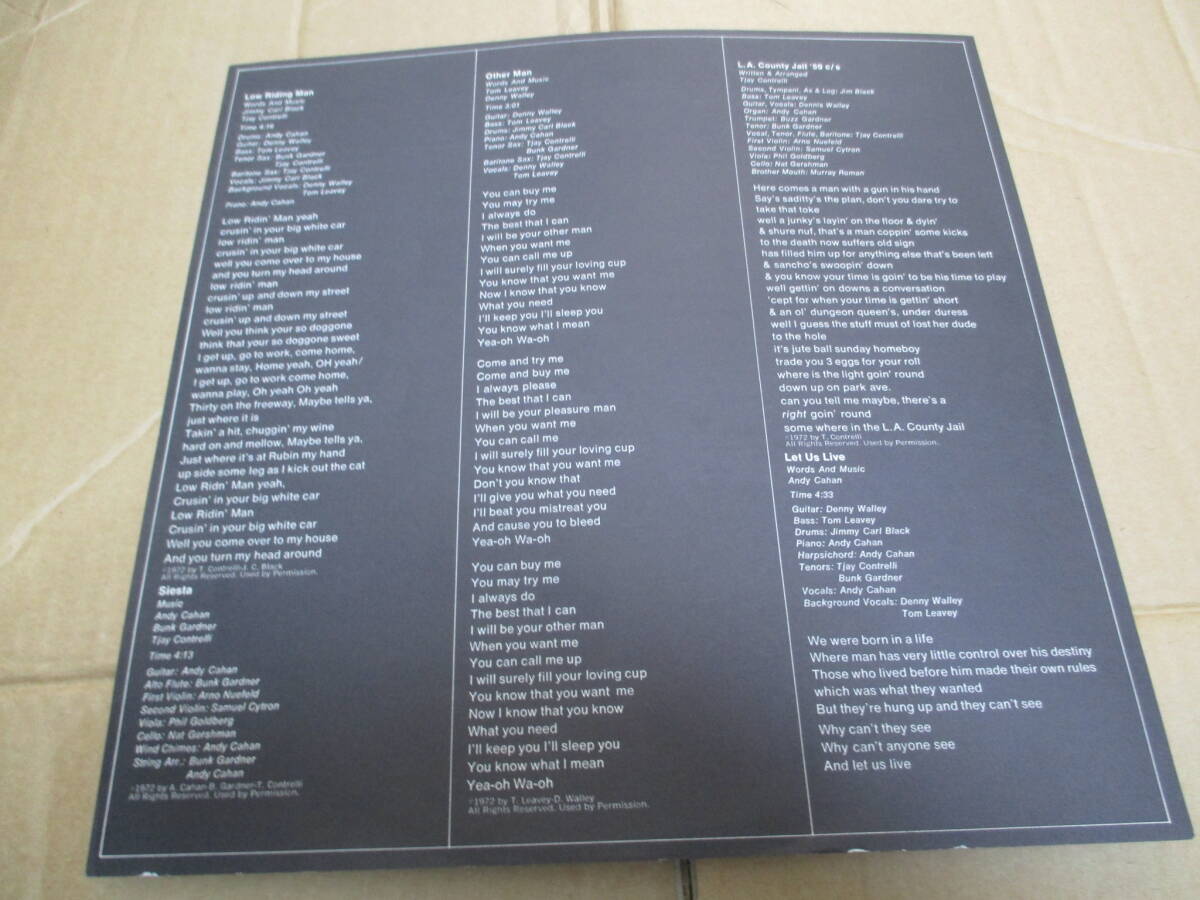 Low Riding Man
Words And Music
Jimmy Carl Black
Tjay Contrelli
Time 4:16
Drums: Andy Cahan
Guitar: Denny Walley
Bass: Tom Leavey
Tenor Sax: Bunk Gardner
Tjay Contrelli
Baritone Sax: Tjay Contrelli
Vocals: Jimmy Carl Black
Background Vocals: Denny Walley
Tom Leavey
Piano: Andy Cahan
Low Ridin' Man yeah
crusin' in your big white car
low ridin' man
crusin' in your big white car
well you come over to my house
and you turn my head around
low ridin' man
crusin' up and down my street
low ridin' man
crusin' up and down my street
Well you think your so doggone
think that your so doggone sweet
I get up, go to work, come home,
wanna stay, Home yeah, OH yeah/
I get up, go to work come home,
wanna play, Oh yeah Oh yeah
Thirty on the freeway, Maybe tells ya,
just where it is
Takin' a hit, chuggin' my wine
hard on and mellow, Maybe tells ya,
Just where it's at Rubin my hand
up side some leg as I kick out the cat
Low Ridn' Man yeah,
Crusin' in your big white car
Low Ridin' Man
Crusin' in your big white car
Well you come over to my house
And you turn my head around
©1972 by T. Contrelli-J. C. Black
All Rights Reserved. Used by Permission.
Siesta
Music
Andy Cahan
Bunk Gardner
Tjay Contrelli
Time 4:13
Guitar: Andy Cahan
Alto Flute: Bunk Gardner
First Violin: Arno Nuefeld
Second Violin: Samuel Cytron
Viola: Phil Goldberg
Cello: Nat Gershman
Wind Chimes: Andy Cahan
String Arr.: Bunk Gardner
Andy Cahan
©1972 by A. Cahan-B. Gardner-T. Contrelli
All Rights Reserved. Used by Permission.
Other Man
Words And Music
Tom Leavey
Denny Walley
Time 3:01
Guitar: Denny Walley
Bass: Tom Leavey
Drums: Jimmy Carl Black
Piano: Andy Cahan
Tenor Sax: Tjay Contrelli
Bunk Gardner
Baritone Sax: Tjay Contrelli
Vocals: Denny Walley
Tom Leavey
You can buy me
You may try me
I always do
The best that I can
I will be your other man
When you want me
You can call me up
I will surely fill your loving cup
You know that you want me
Now I know that you know
What you need
I'll keep you I'll sleep you
You know what I mean
Yea-oh Wa-oh
Come and try me
Come and buy me
I always please
The best that I can
I will be your pleasure man
When you want me
You can call me
I will surely fill your loving cup
You know that you want me
Don't you know that
I'll give you what you need
I'll beat you mistreat you
And cause you to bleed
Yea-oh Wa-oh
You can buy me
You may try me
I always do
The best that I can
I will be your other man
When you want me
You can call me up
I will surely fill your loving cup
You know that you want me
Now I know that you know
What you need
I'll keep you I'll sleep you
You know what I mean
Yea-oh Wa-oh
©1972 by T. Leavey-D. Walley
All Rights Reserved. Used by Permission.
L.A. County Jail '59 c/s
Written & Arranged
Tjay Contrelli
Drums, Tympani, As & Log: Jim Black
Bass: Tom Leavey
Guitar, Vocals: Dennis Walley
Organ: Andy Cahan
Trumpet: Buzz Gardner
Tenor: Bunk Gardner
Vocal, Tenor, Flute, Baritone: Tjay Contrelli
First Violin: Arno Nuefeld
Second Violin: Samuel Cytron
Viola: Phil Goldberg
Cello: Nat Gershman
Brother Mouth: Murray Roman
Here comes a man with a gun in his hand
Say's saditty's the plan, don't you dare try to
take that toke
well a junky's layin' on the floor & dyin'
& shure nuf, that's a man coppin' some kicks
to the death now suffers old sign
has filled him up for anything else that's been left
& sancho's swoopin' down
& you know your time is goin' to be his time to play
well gettin' on downs a conversation
'cept for when your time is gettin' short
& an ol' dungeon queen's, under duress
well I guess the stuff must of lost her dude
to the hole
it's jute ball sunday homeboy
trade you 3 eggs for your roll
where is the light goin' round
down up on park ave.
can you tell me maybe, there's a
right goin' round
some where in the L.A. County Jail
©1972 by T. Contrelli
All Rights Reserved. Used by Permission.
Let Us Live
Words And Music
Andy Cahan
Time 4:33
Guitar: Denny Walley
Bass: Tom Leavey
Drums: Jimmy Carl Black
Piano: Andy Cahan
Harpsichord: Andy Cahan
Tenors: Tjay Contrelli
Bunk Gardner
Vocals: Andy Cahan
Background Vocals: Denny Walley
Tom Leavey
We were born in a life
Where man has very little control over his destiny
Those who lived before him made their own rules
which was what they wanted
But they're hung up and they can't see
Why can't they see
Why can't anyone see
And let us live